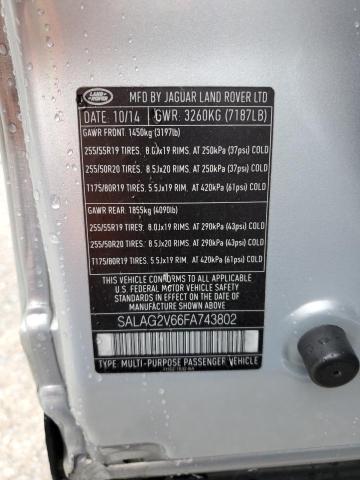 LAND-
ROVER
MFD BY JAGUAR LAND ROVER LTD
DATE: 10/14 GVWR: 3260KG (7187LB)
GAWR FRONT: 1450kg (3197lb)
255/55R19 TIRES. 8.0Jx19 RIMS. AT 250kPa (37psi) COLD
255/50R20 TIRES. 8.5Jx20 RIMS. AT 250kPa (37psi) COLD
T175/80R19 TIRES. 5.5Jx19 RIM. AT 420kPa (61psi) COLD
GAWR REAR: 1855kg (4090lb)
255/55R19 TIRES. 8.0Jx19 RIMS. AT 290kPa (43psi) COLD
255/50R20 TIRES. 8.5Jx20 RIMS. AT 290kPa (43psi) COLD
T175/80R19 TIRES. 5.5Jx19 RIM. AT 420kPa (61psi) COLD
THIS VEHICLE CONFORMS TO ALL APPLICABLE
U.S. FEDERAL MOTOR VEHICLE
SAFETY AND THEFT PREVENTION STANDARDS IN
EFFECT ON THE DATE OF MANUFACTURE SHOWN ABOVE.
SALAG2V66FA743802
TYPE: MULTI-PURPOSE PASSENGER VEHICLE